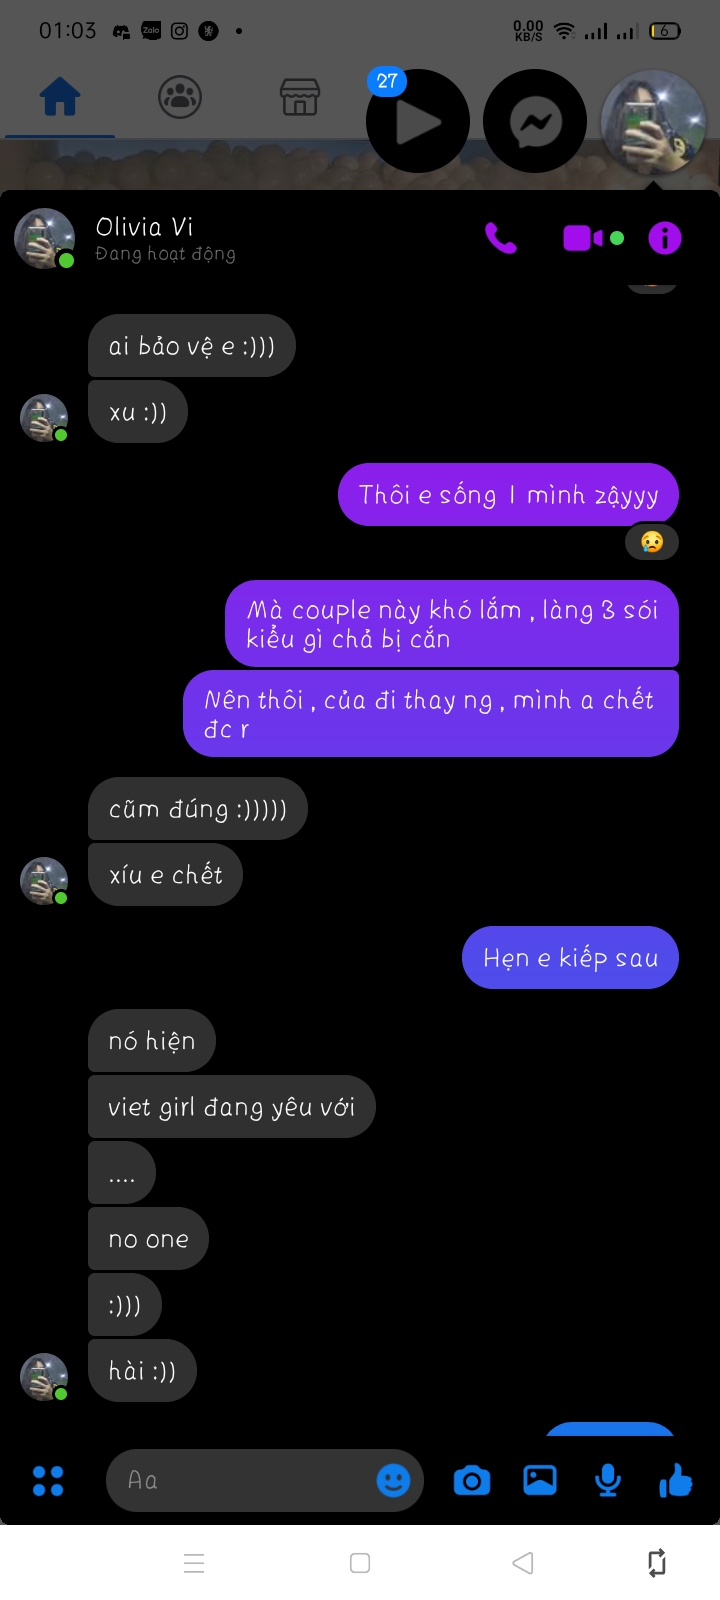 01:03
Zalo
0.00
KB/S
6
27
Olivia Vi
Đang hoạt động
ai bảo vệ e :)))
xu :))
Thôi e sống 1 mình zậyyy
Mà couple này khó lắm , làng 3 sói
kiểu gì chả bị cắn
Nên thôi , của đi thay ng , mình a chết
đc r
cũm đúng :)))))
xíu e chết
Hẹn e kiếp sau
nó hiện
viet girl đang yêu với
....
no one
:)))
hài :))
Aa